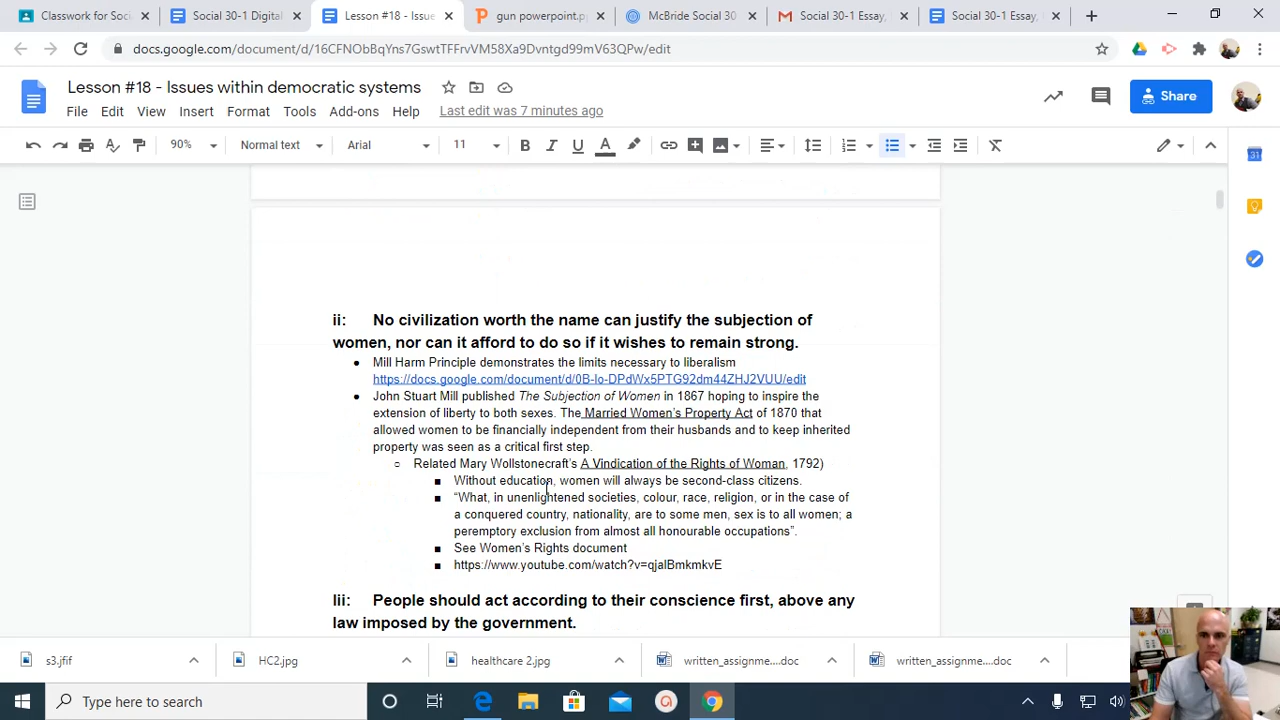 Classwork for Soci
Social 30-1 Digital
Lesson #18 - Issue
gun powerpoint.p
McBride Social 30
Social 30-1 Essay,
Social 30-1 Essay,
docs.google.com/document/d/16CFNObBqYns7GswtTFFrvVM58Xa9Dvntgd99mV63QPw/edit
Lesson #18 - Issues within democratic systems
File Edit View Insert Format Tools Add-ons Help Last edit was 7 minutes ago
Share
90% Normal text Arial 11
31
ii: No civilization worth the name can justify the subjection of
women, nor can it afford to do so if it wishes to remain strong.
Mill Harm Principle demonstrates the limits necessary to liberalism
https://docs.google.com/document/d/0B-lo-DPdWx5PTG92dm44ZHJ2VUU/edit
John Stuart Mill published The Subjection of Women in 1867 hoping to inspire the
extension of liberty to both sexes. The Married Women's Property Act of 1870 that
allowed women to be financially independent from their husbands and to keep inherited
property was seen as a critical first step.
Related Mary Wollstonecraft's A Vindication of the Rights of Woman, 1792)
Without education, women will always be second-class citizens.
"What, in unenlightened societies, colour, race, religion, or in the case of
a conquered country, nationality, are to some men, sex is to all women; a
peremptory exclusion from almost all honourable occupations".
See Women's Rights document
https://www.youtube.com/watch?v=qjaIBmkmkvE
Iii: People should act according to their conscience first, above any
law imposed by the government.
s3.jfif
HC2.jpg
healthcare 2.jpg
written_assignme....doc
written_assignme....doc
Type here to search